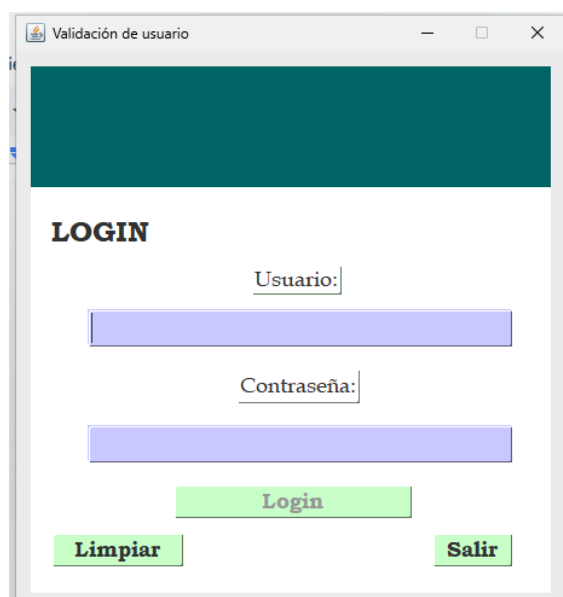 Validación de usuario
LOGIN
Usuario:
Contraseña:
Login
Limpiar Salir